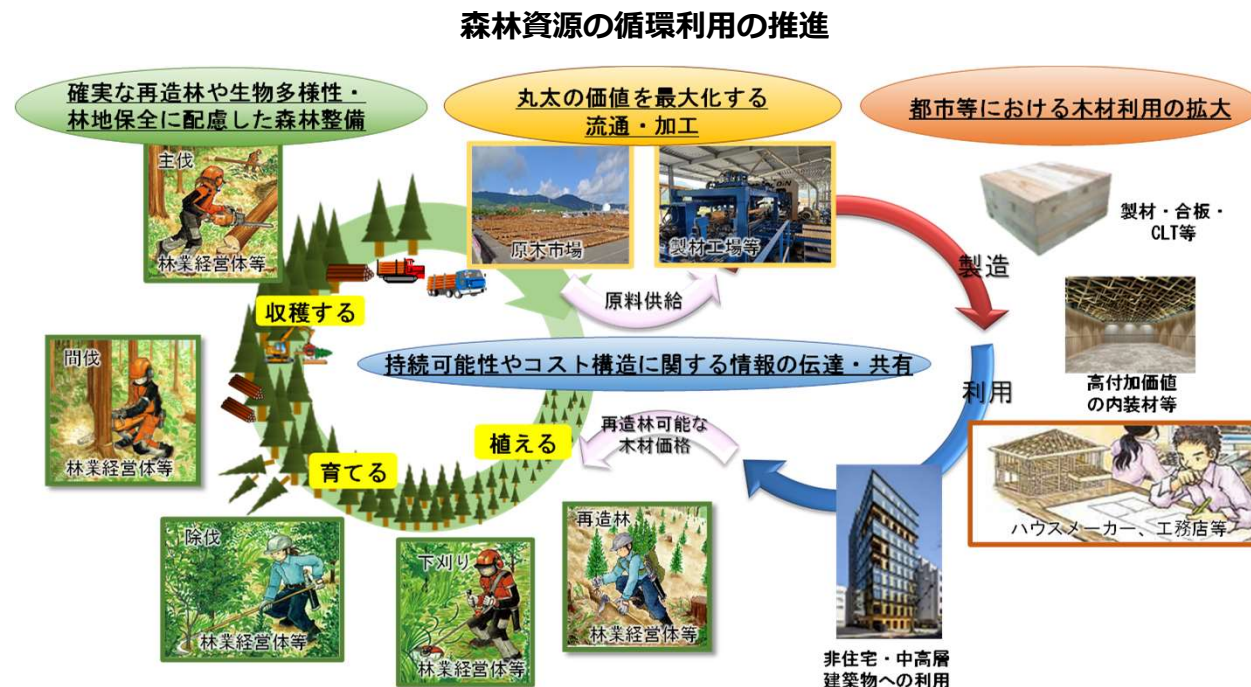 森林資源の循環利用の推進
確実な再造林や生物多様性・
林地保全に配慮した森林整備
丸太の価値を最大化する
流通・加工
都市等における木材利用の拡大
主伐
林業経営体等
原木市場
製材工場等
製材・合板・
CLT等
製造
収穫する
原料供給
間伐
林業経営体等
持続可能性やコスト構造に関する情報の伝達・共有
高付加価値
の内装材等
利用
再造林可能な
木材価格
植える
育てる
ハウスメーカー、工務店等
除伐
林業経営体等
下刈り
林業経営体等
再造林
林業経営体等
非住宅・中高層
建築物への利用